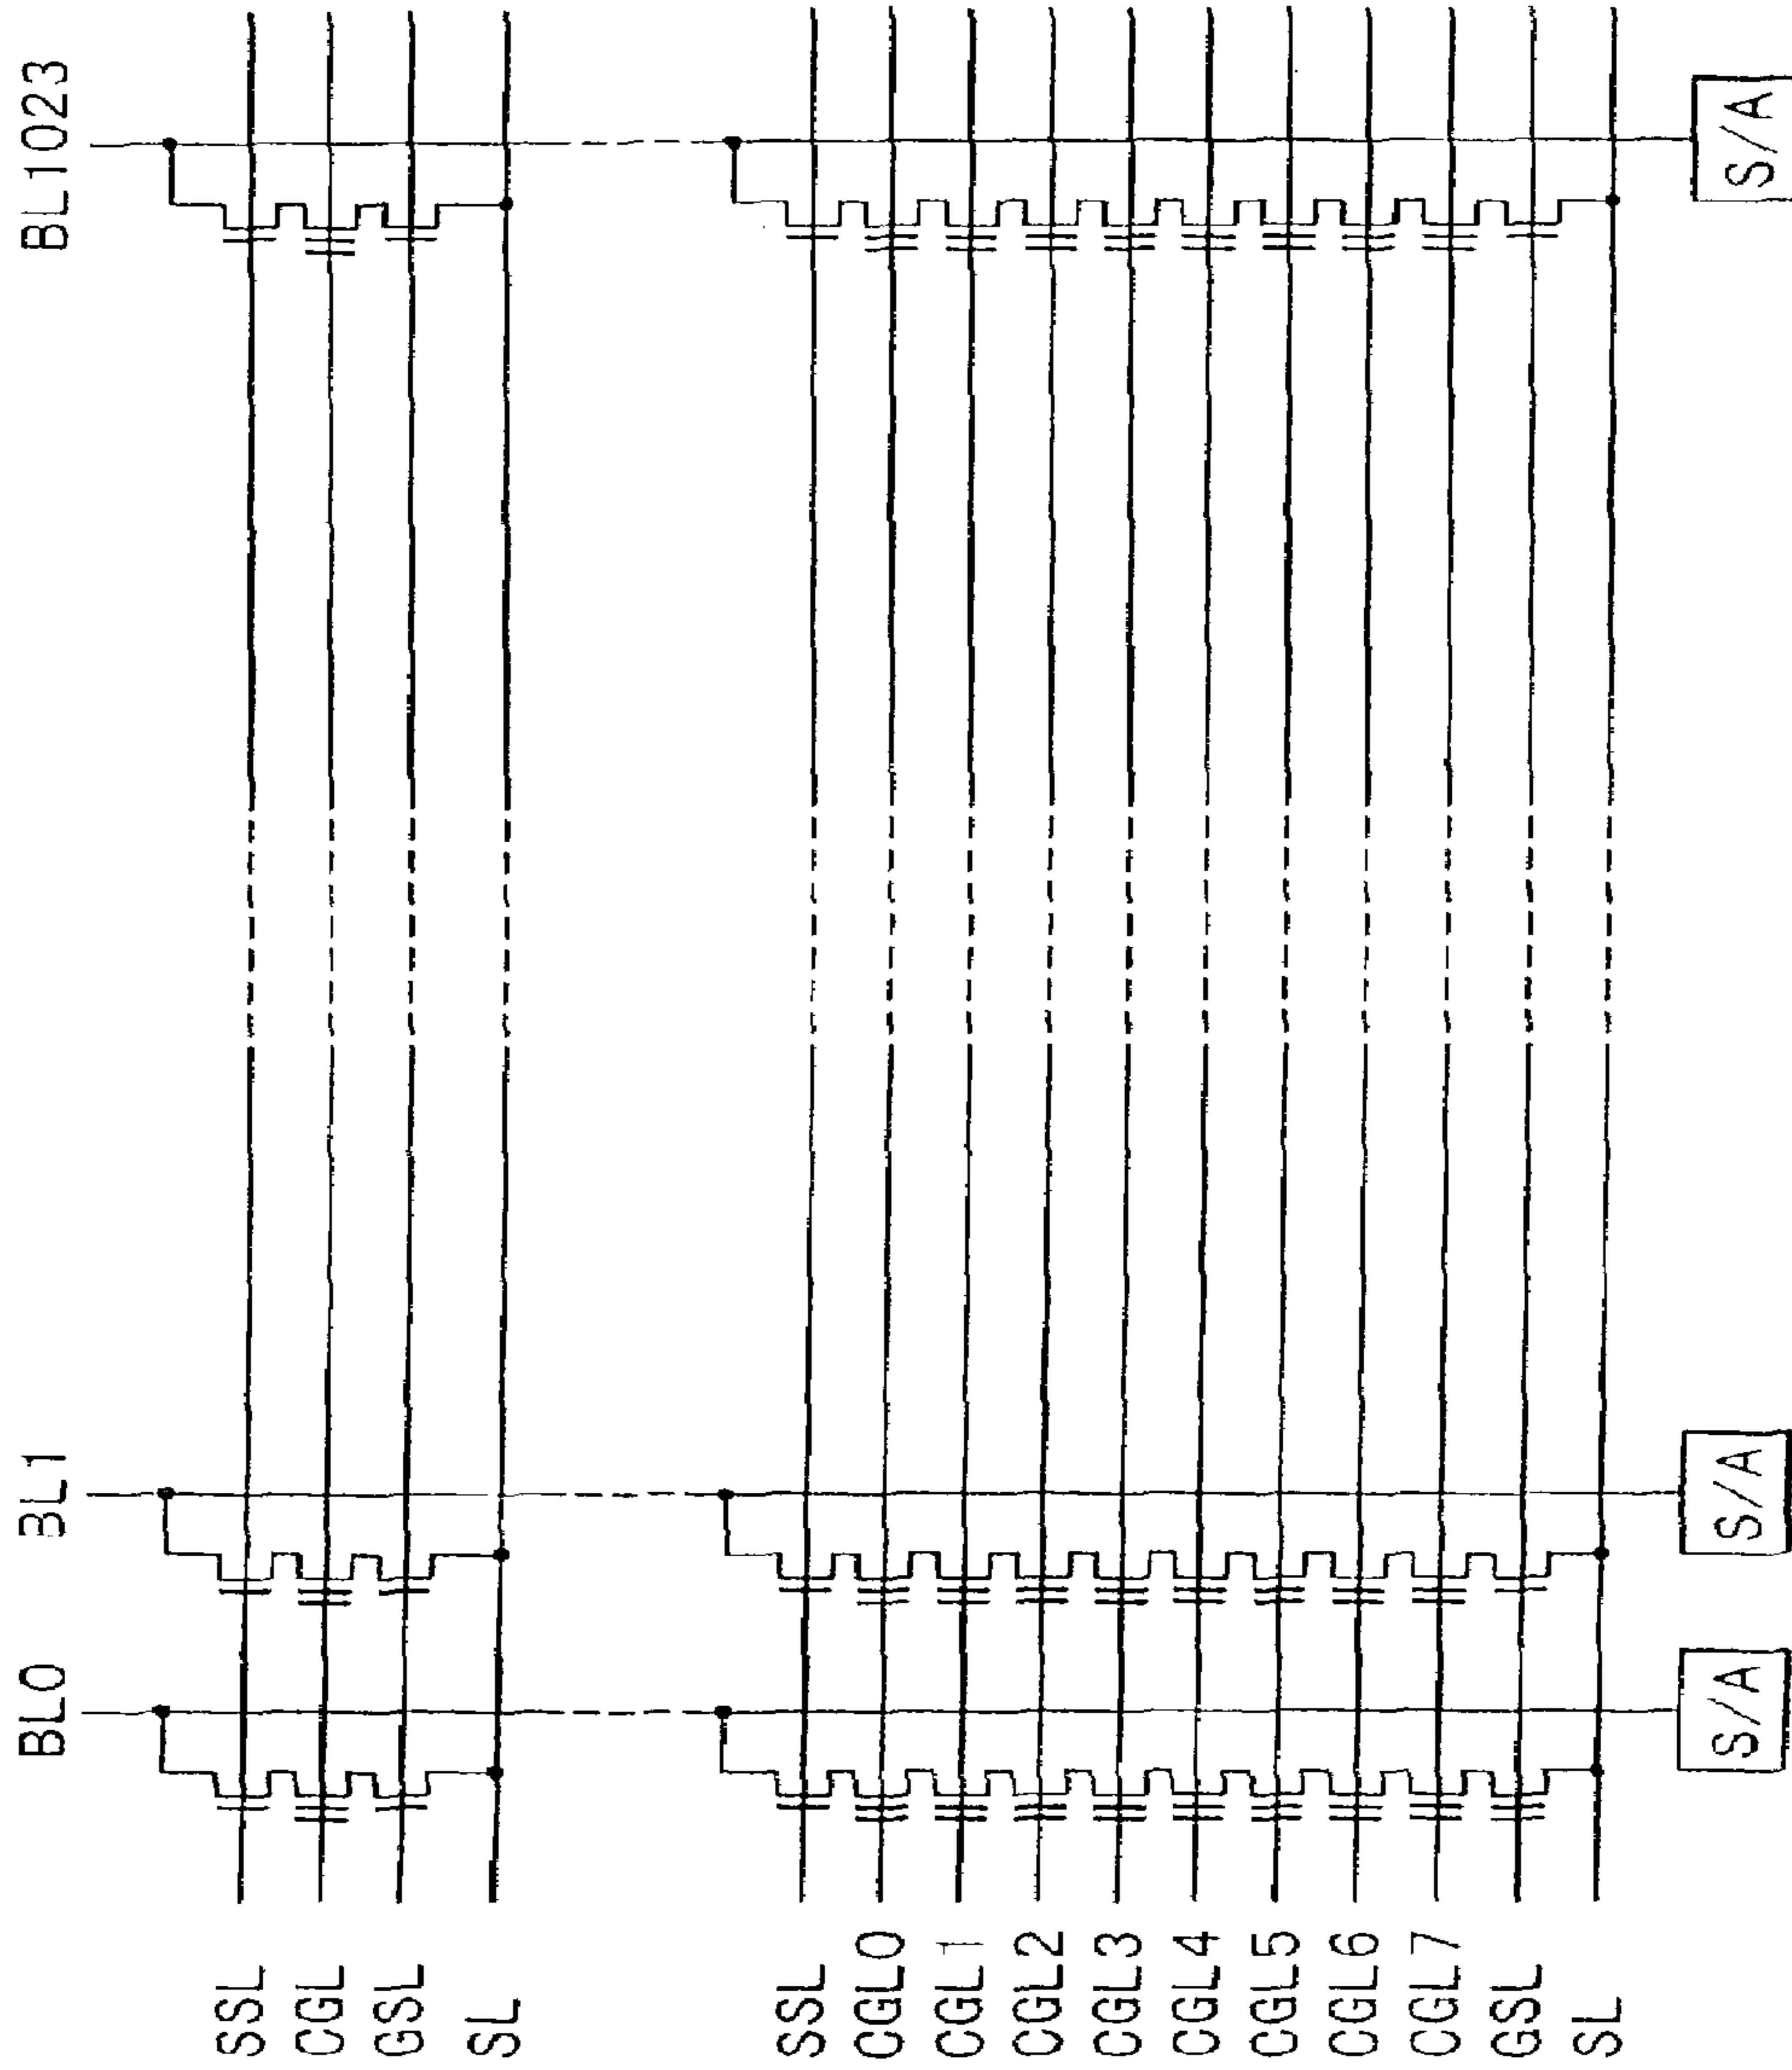 BL0 BL1 BL1023
SSL
CGL
GSL
SL
SSL
CGL0
CGL1
CGL2
CGL3
CGL4
CGL5
CGL6
CGL7
GSL
SL
S/A S/A S/A